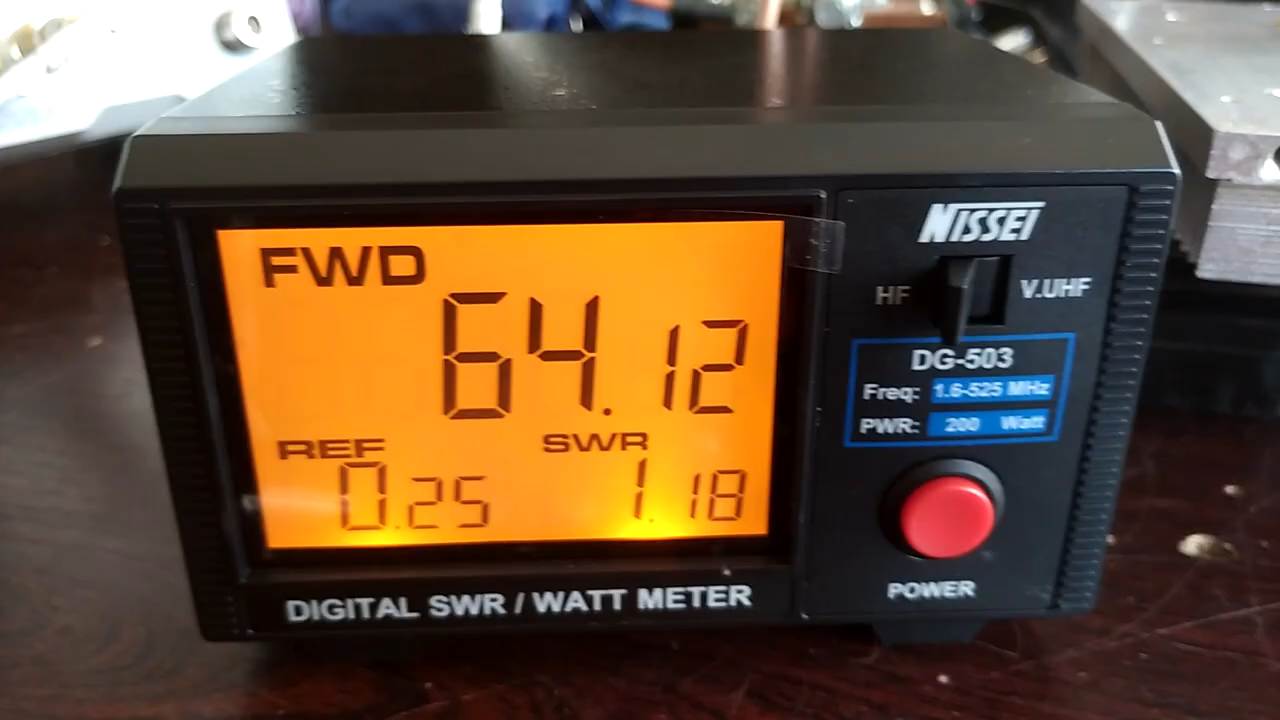 FWD
64.12
REF SWR
0.25 1.18
DIGITAL SWR / WATT METER
NISSEI
HF V.UHF
DG-503
Freq: 1.6-525 MHz
PWR: 200 Watt
POWER